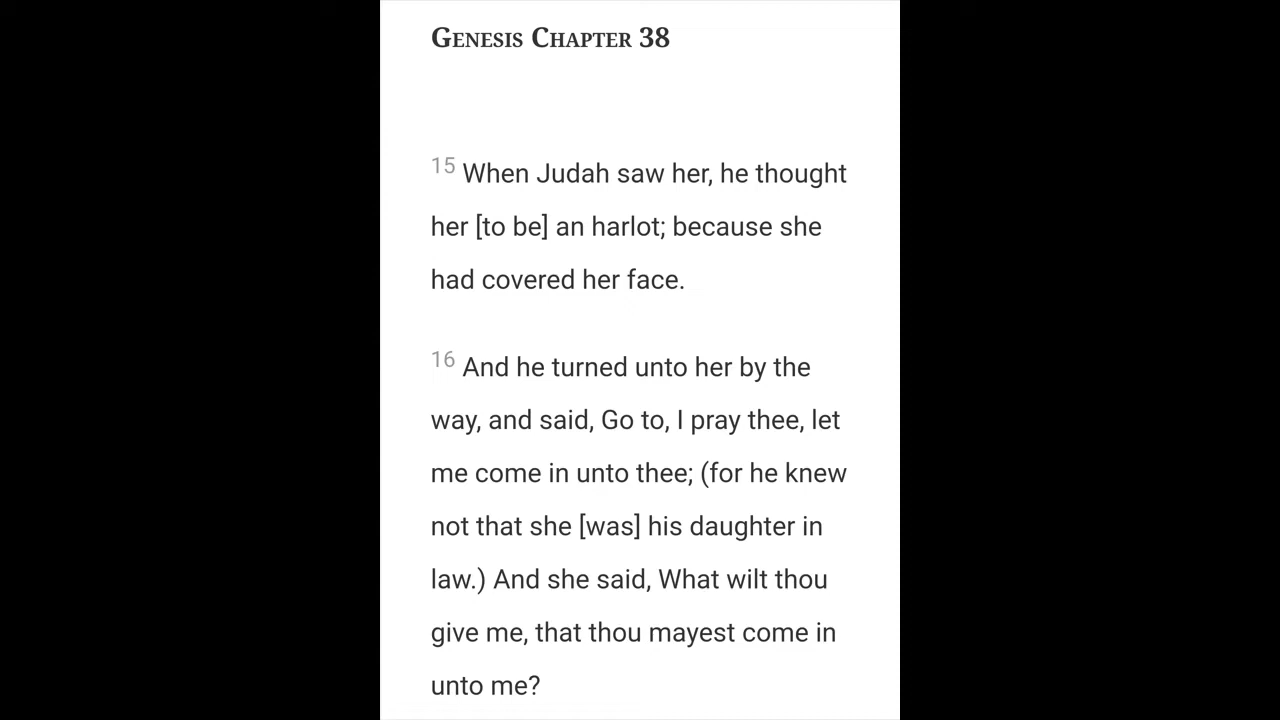 Genesis Chapter 38
15 When Judah saw her, he thought
her [to be] an harlot; because she
had covered her face.
16 And he turned unto her by the
way, and said, Go to, I pray thee, let
me come in unto thee; (for he knew
not that she [was] his daughter in
law.) And she said, What wilt thou
give me, that thou mayest come in
unto me?